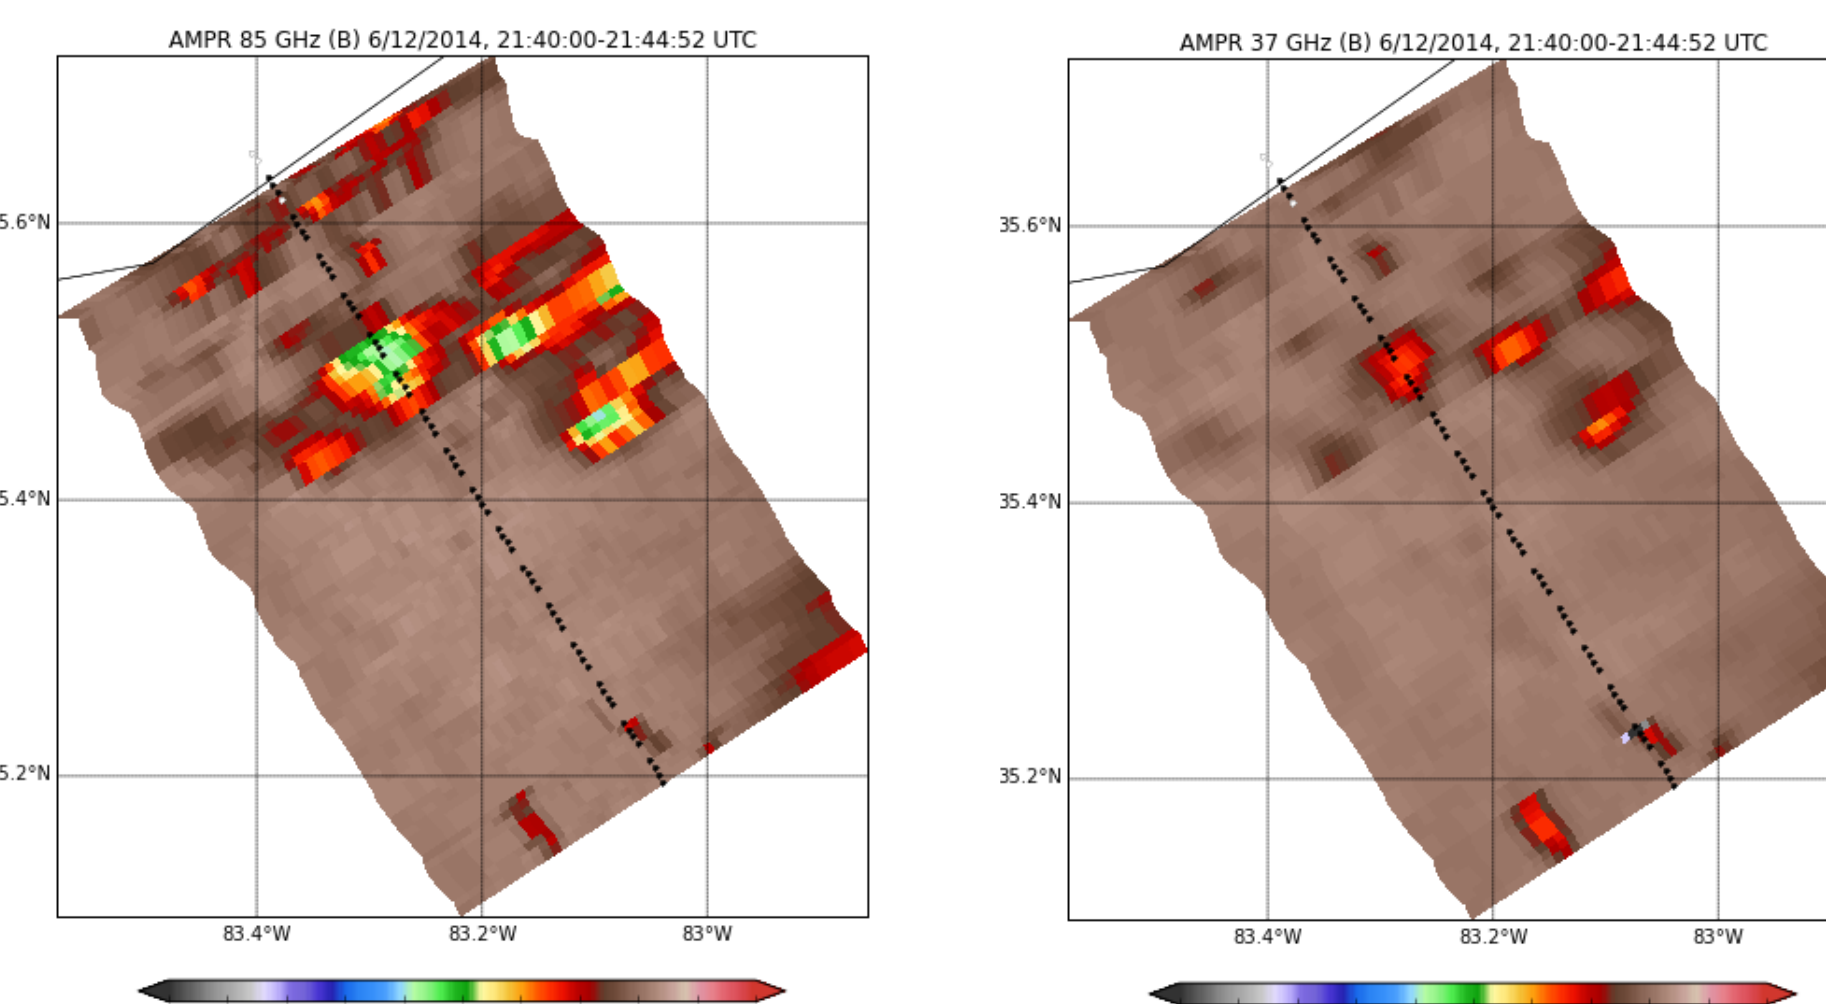 AMPR 85 GHz (B) 6/12/2014, 21:40:00-21:44:52 UTC
AMPR 37 GHz (B) 6/12/2014, 21:40:00-21:44:52 UTC
5.6°N
35.6°N
5.4°N
35.4°N
5.2°N
35.2°N
83.4°W 83.2°W 83°W
83.4°W 83.2°W 83°W